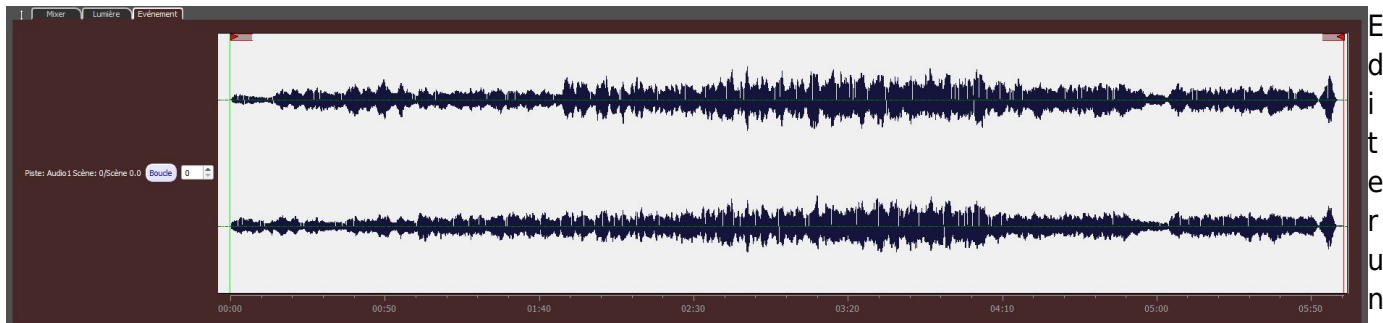 Mixer Lumière Evénement
Piste: Audio1 Scène: 0/Scène 0.0 Boucle 0
00:00 00:50 01:40 02:30 03:20 04:10 05:00 05:50
E
d
i
t
e
r
u
n